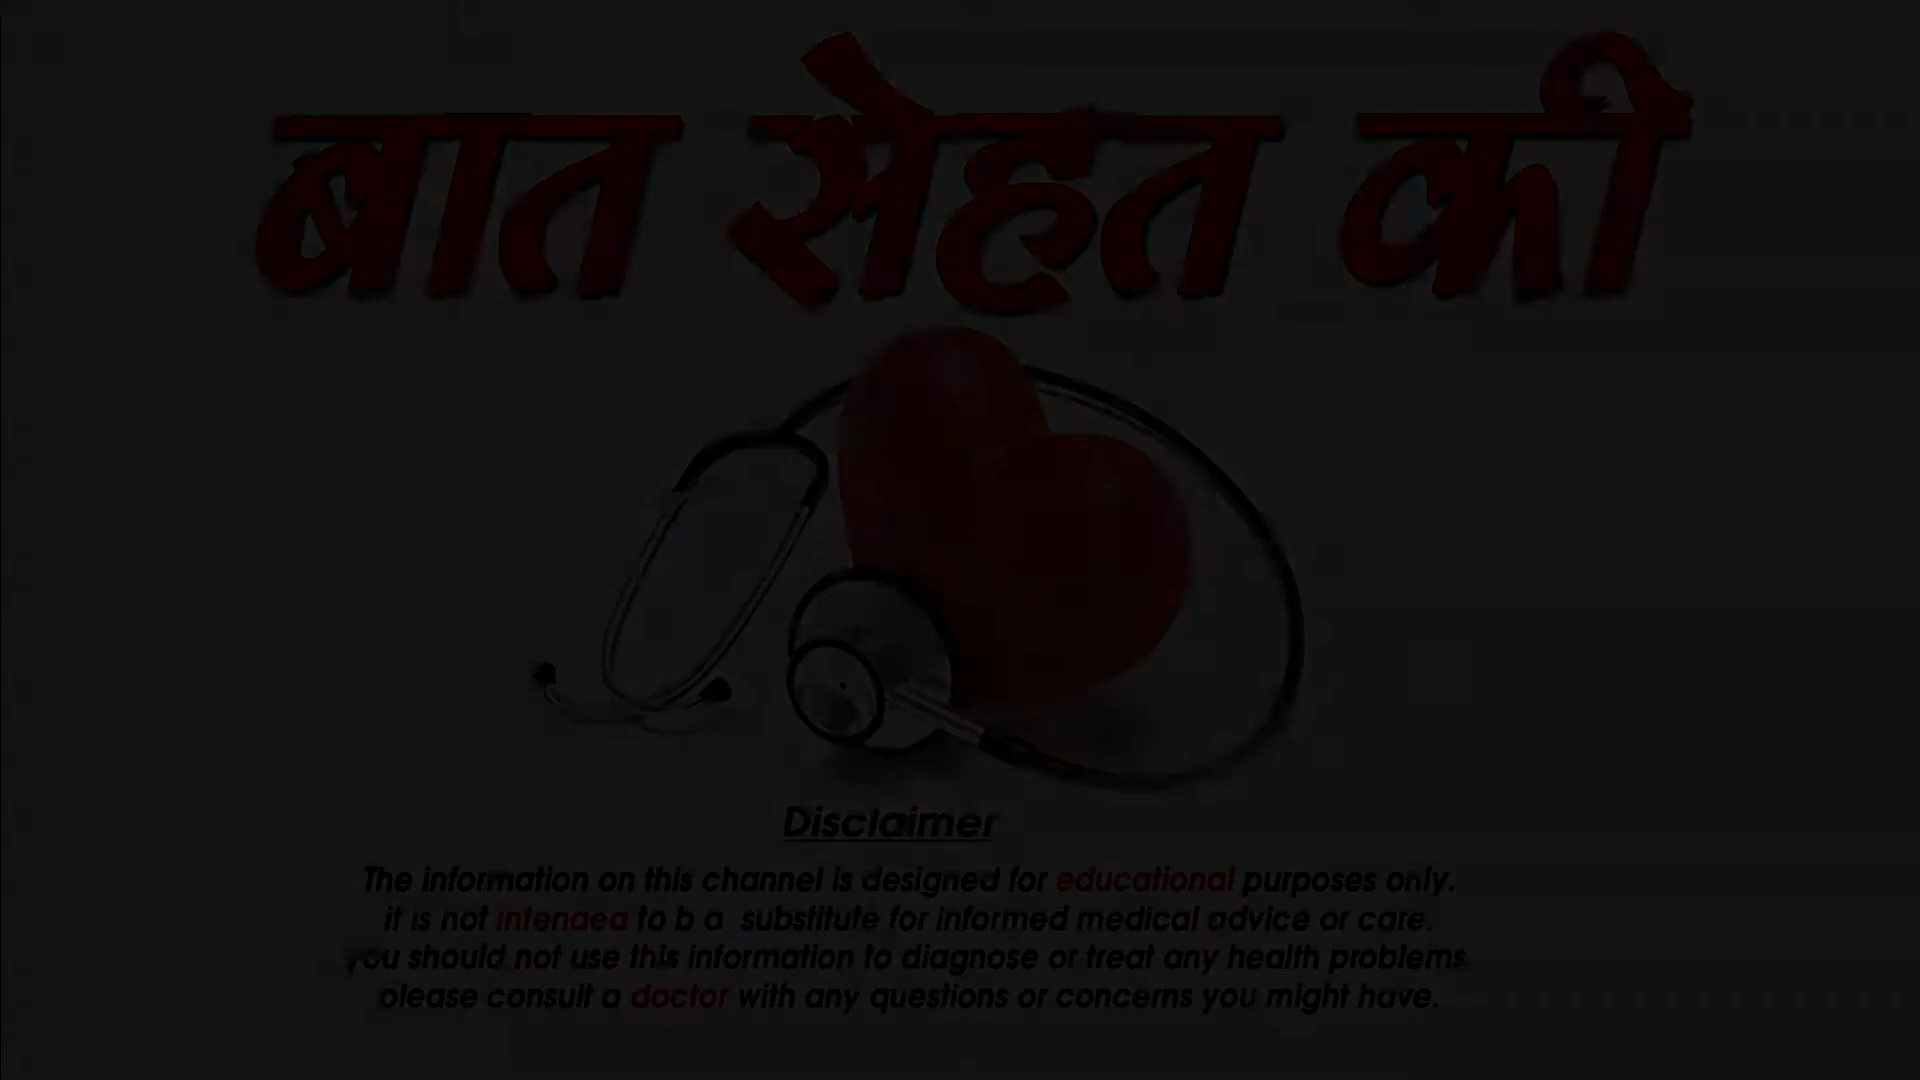 बात सेहत की
Disclaimer
The information on this channel is designed for educational purposes only.
it is not intended to b a substitute for informed medical advice or care.
you should not use this information to diagnose or treat any health problems
please consult a doctor with any questions or concerns you might have.